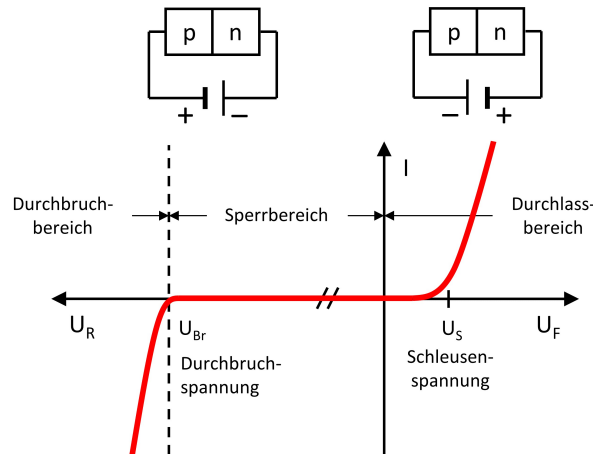 p n
+ −
p n
− +
I
Durchbruch-
bereich
Sperrbereich
Durchlass-
bereich
U_R
U_Br
Durchbruch-
spannung
U_S
Schleusen-
spannung
U_F